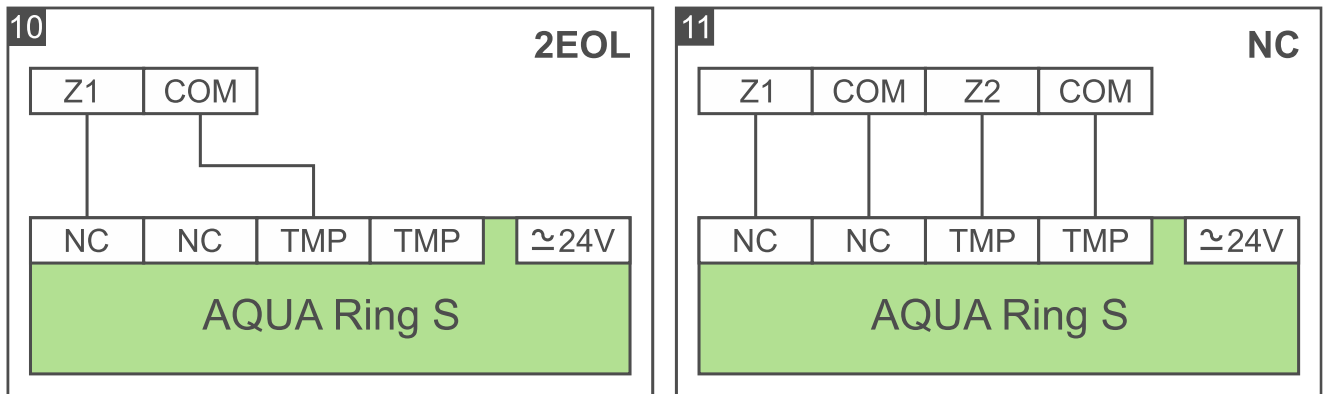 10
2EOL
Z1 COM
NC NC TMP TMP ≃24V
AQUA Ring S
11
NC
Z1 COM Z2 COM
NC NC TMP TMP ≃24V
AQUA Ring S